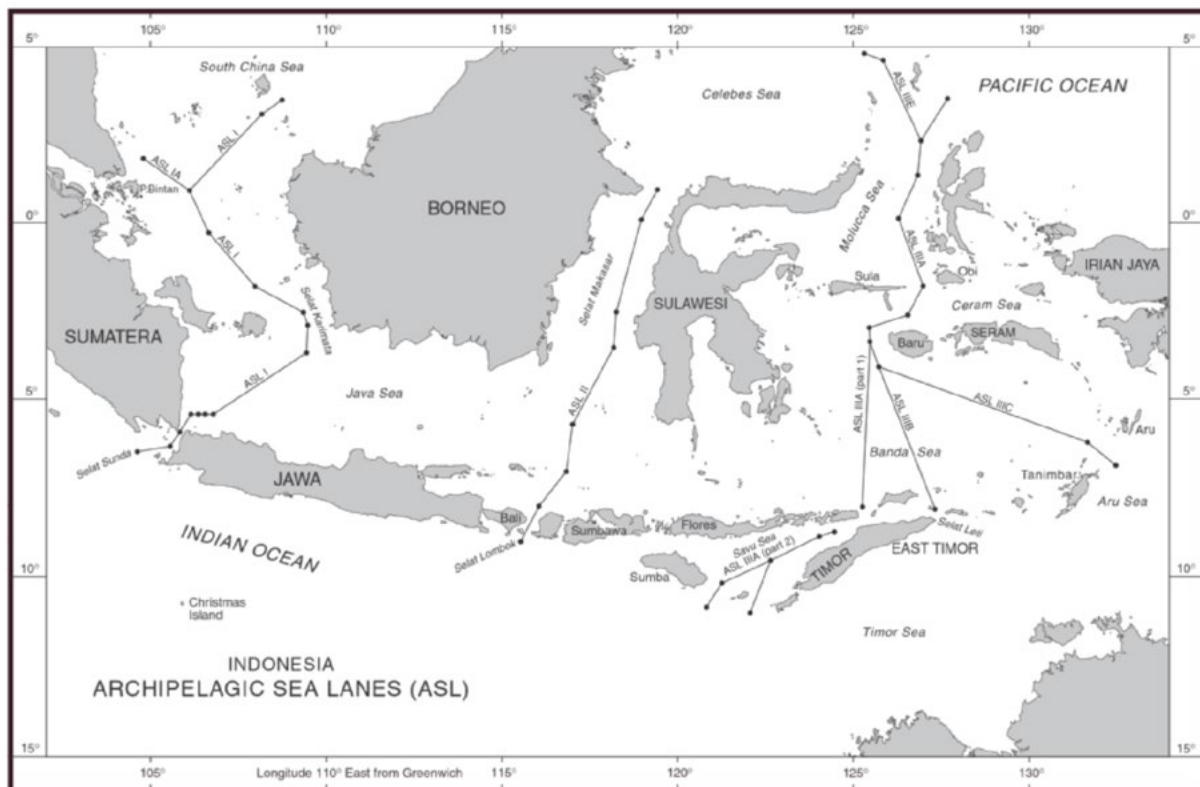 105° 110° 115° 120° 125° 130°
5° 5°
South China Sea
PACIFIC OCEAN
Celebes Sea
ASL IIIE
ASL I
ASL IA
P.Bintan
BORNEO
Molucca Sea
0° 0°
ASL I
Selat Makasar
ASL IIIA
IRIAN JAYA
Sula
Obi
Selat Karimata
SULAWESI
Ceram Sea
SUMATERA
SERAM
Baru
ASL I
Java Sea
ASL II
ASL IIIA (part 1)
ASL IIIC
ASL IIIB
5° 5°
Aru
Selat Sunda
Banda Sea
Tanimbar
JAWA
Aru Sea
Bali
Sumbawa
Flores
Selat Leti
Selat Lombok
Savu Sea
ASL IIIA (part 2)
EAST TIMOR
TIMOR
INDIAN OCEAN
Sumba
10° 10°
Christmas
Island
Timor Sea
INDONESIA
ARCHIPELAGIC SEA LANES (ASL)
15° 15°
105° Longitude 110° East from Greenwich 115° 120° 125° 130°